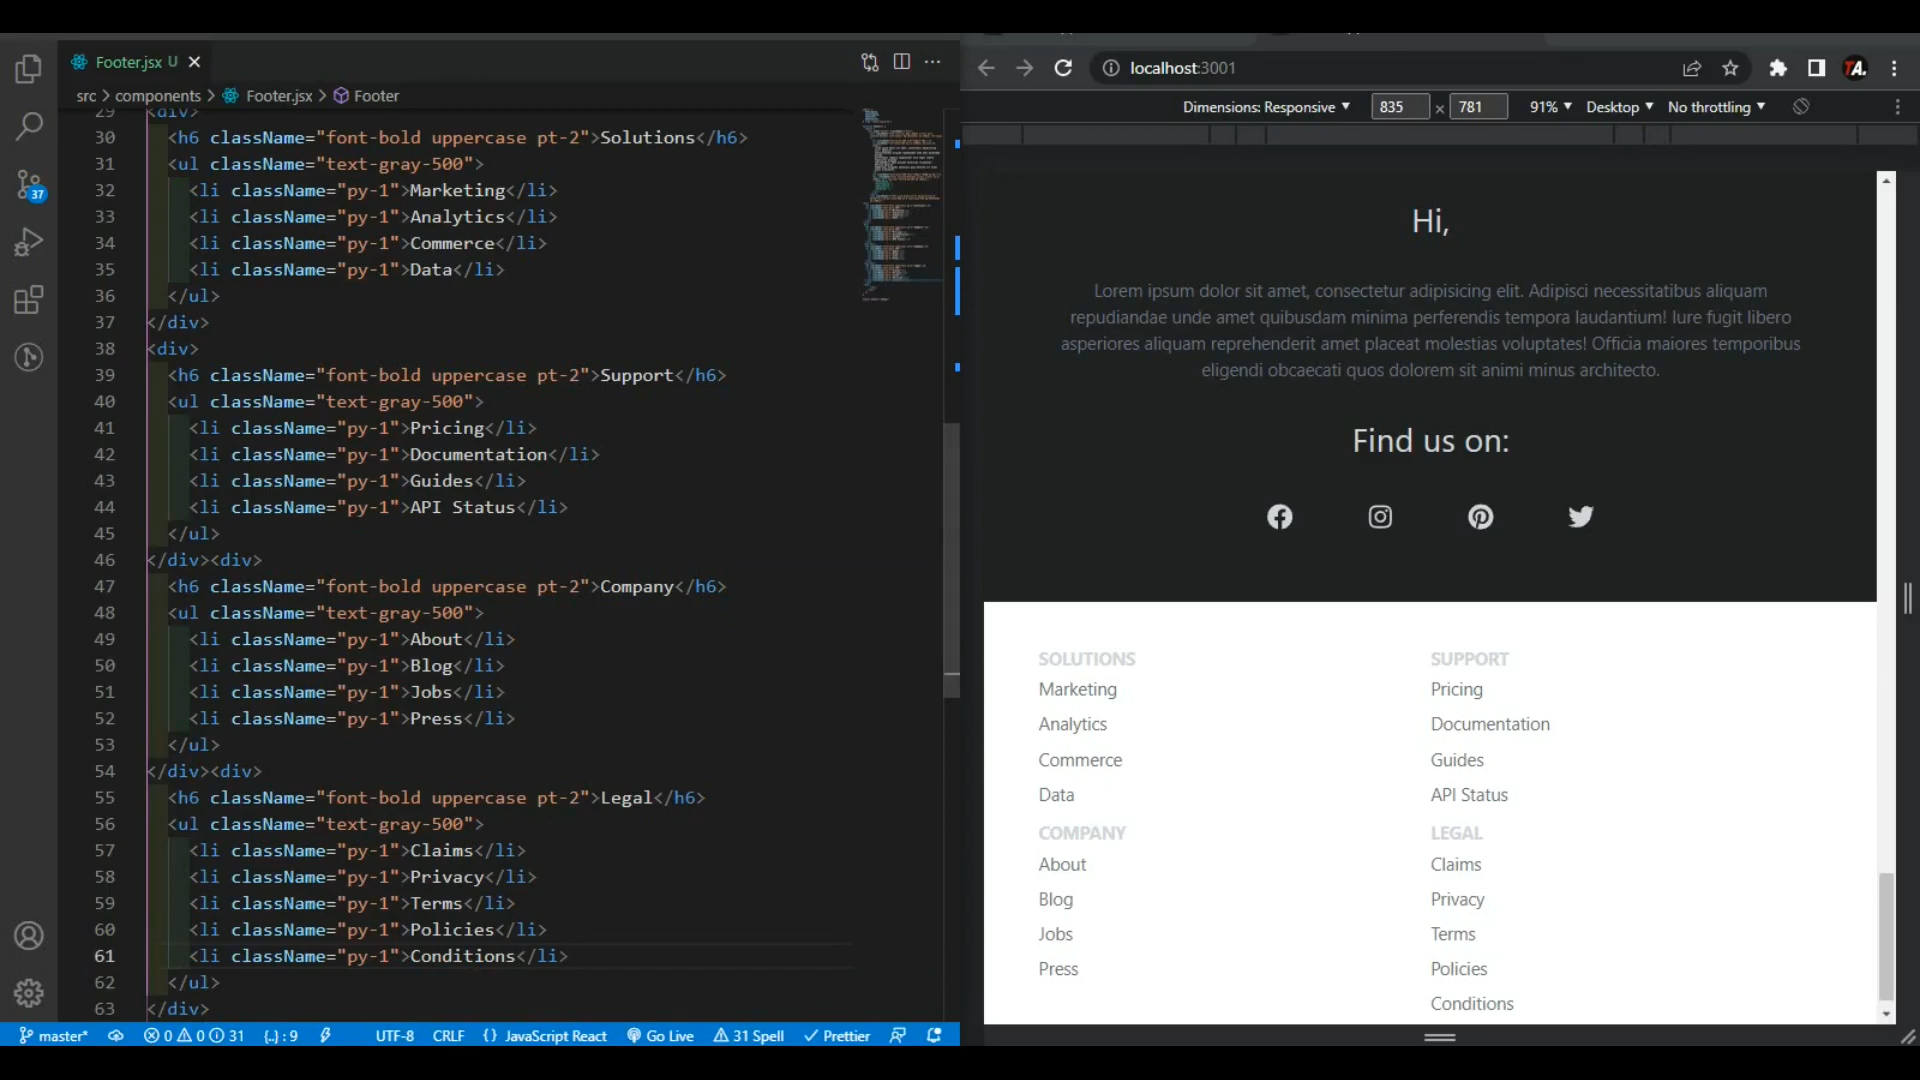 Footer.jsx U
src > components > Footer.jsx > Footer
29 <div>
30 <h6 className="font-bold uppercase pt-2">Solutions</h6>
31 <ul className="text-gray-500">
32 <li className="py-1">Marketing</li>
33 <li className="py-1">Analytics</li>
34 <li className="py-1">Commerce</li>
35 <li className="py-1">Data</li>
36 </ul>
37 </div>
38 <div>
39 <h6 className="font-bold uppercase pt-2">Support</h6>
40 <ul className="text-gray-500">
41 <li className="py-1">Pricing</li>
42 <li className="py-1">Documentation</li>
43 <li className="py-1">Guides</li>
44 <li className="py-1">API Status</li>
45 </ul>
46 </div><div>
47 <h6 className="font-bold uppercase pt-2">Company</h6>
48 <ul className="text-gray-500">
49 <li className="py-1">About</li>
50 <li className="py-1">Blog</li>
51 <li className="py-1">Jobs</li>
52 <li className="py-1">Press</li>
53 </ul>
54 </div><div>
55 <h6 className="font-bold uppercase pt-2">Legal</h6>
56 <ul className="text-gray-500">
57 <li className="py-1">Claims</li>
58 <li className="py-1">Privacy</li>
59 <li className="py-1">Terms</li>
60 <li className="py-1">Policies</li>
61 <li className="py-1">Conditions</li>
62 </ul>
63 </div>
37
master* 0 0 31 {..} : 9 UTF-8 CRLF {} JavaScript React Go Live 31 Spell Prettier
localhost:3001 TA.
Dimensions: Responsive 835 × 781 91% Desktop No throttling
Hi,
Lorem ipsum dolor sit amet, consectetur adipisicing elit. Adipisci necessitatibus aliquam
repudiandae unde amet quibusdam minima perferendis tempora laudantium! Iure fugit libero
asperiores aliquam reprehenderit amet placeat molestias voluptates! Officia maiores temporibus
eligendi obcaecati quos dolorem sit animi minus architecto.
Find us on:
SOLUTIONS
Marketing
Analytics
Commerce
Data
SUPPORT
Pricing
Documentation
Guides
API Status
COMPANY
About
Blog
Jobs
Press
LEGAL
Claims
Privacy
Terms
Policies
Conditions